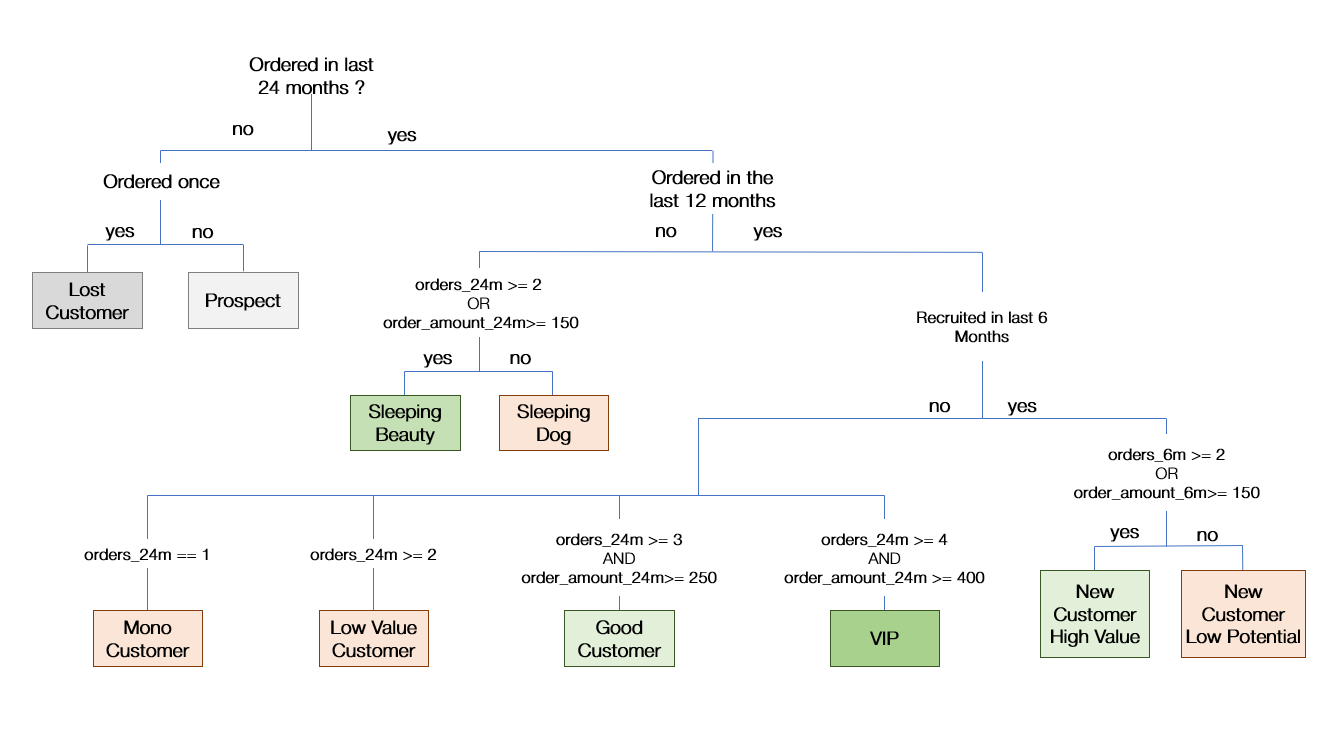 Ordered in last
24 months ?
no
yes
Ordered once
Ordered in the
last 12 months
yes
no
no
yes
Lost
Customer
Prospect
orders_24m >= 2
OR
order_amount_24m>= 150
Recruited in last 6
Months
yes
no
Sleeping
Beauty
Sleeping
Dog
no
yes
orders_6m >= 2
OR
order_amount_6m>= 150
yes
no
orders_24m == 1
orders_24m >= 2
orders_24m >= 3
AND
order_amount_24m>= 250
orders_24m >= 4
AND
order_amount_24m >= 400
Mono
Customer
Low Value
Customer
Good
Customer
VIP
New
Customer
High Value
New
Customer
Low Potential